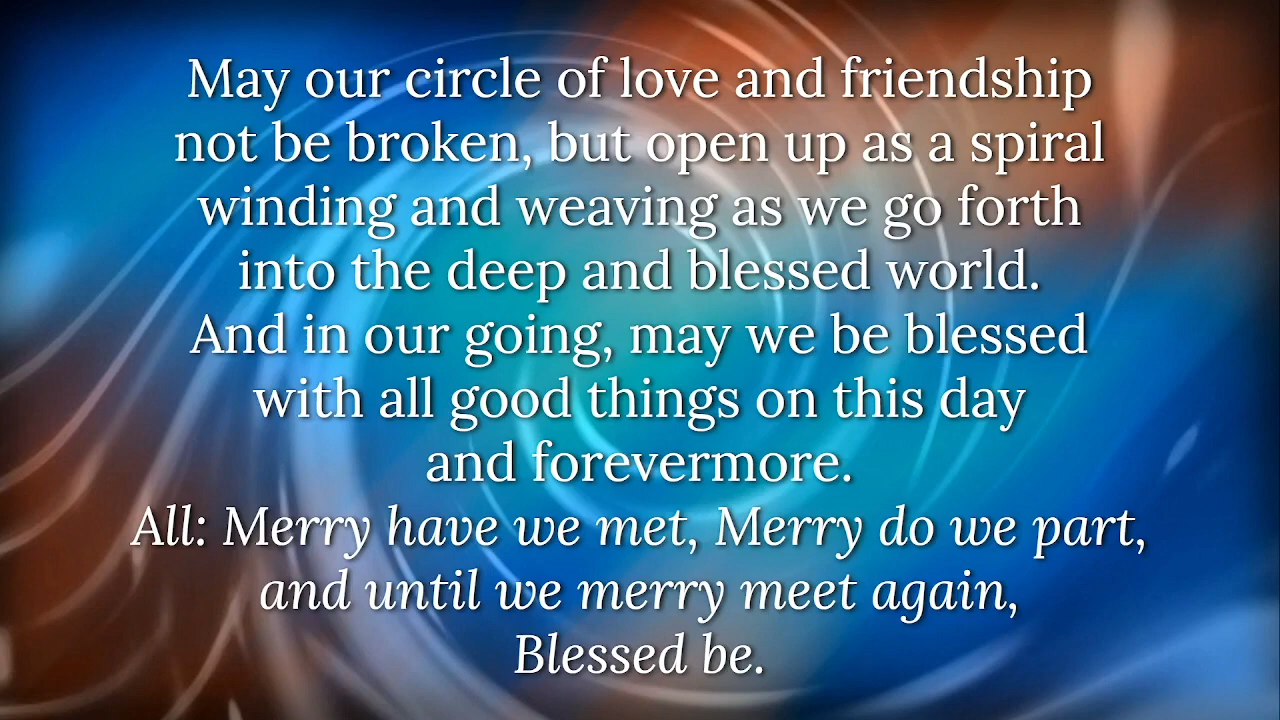 May our circle of love and friendship
not be broken, but open up as a spiral
winding and weaving as we go forth
into the deep and blessed world.
And in our going, may we be blessed
with all good things on this day
and forevermore.
All: Merry have we met, Merry do we part,
and until we merry meet again,
Blessed be.